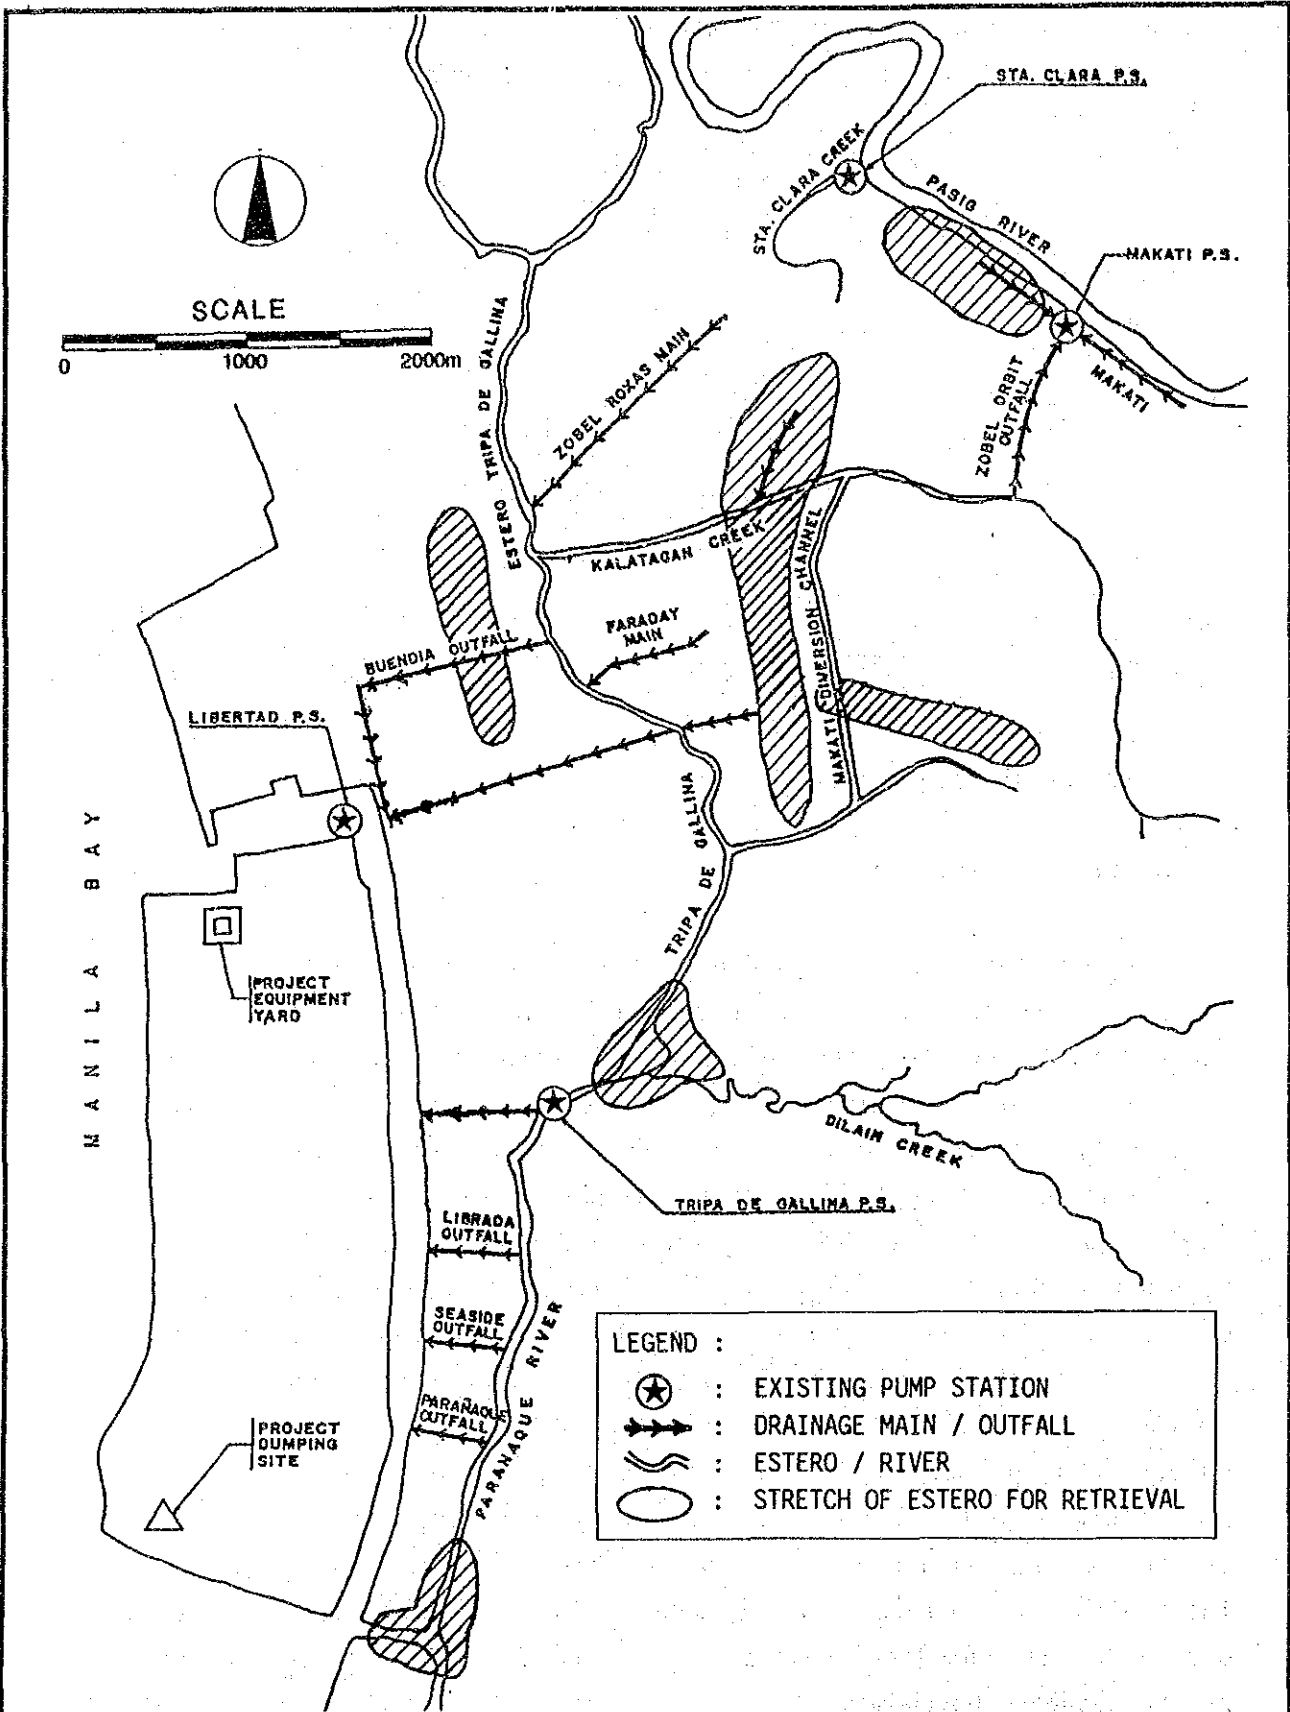 STA. CLARA P.S.
STA. CLARA CREEK
PASIG RIVER
MAKATI P.S.
SCALE
0 1000 2000m
ESTERO TRIPA DE GALLINA
ZOBEL ROXAS MAIN
ZOBEL ORBIT
OUTFALL
MAKATI
KALATAGAN CREEK
MAKATI DIVERSION CHANNEL
FARADAY
MAIN
BUENDIA OUTFALL
LIBERTAD P.S.
MANILA BAY
TRIPA DE GALLINA
PROJECT
EQUIPMENT
YARD
DILAIN CREEK
TRIPA DE GALLINA P.S.
LIBRADA
OUTFALL
SEASIDE
OUTFALL
PARAÑAQUE
OUTFALL
PARANAQUE RIVER
PROJECT
DUMPING
SITE
LEGEND :
: EXISTING PUMP STATION
: DRAINAGE MAIN / OUTFALL
: ESTERO / RIVER
: STRETCH OF ESTERO FOR RETRIEVAL